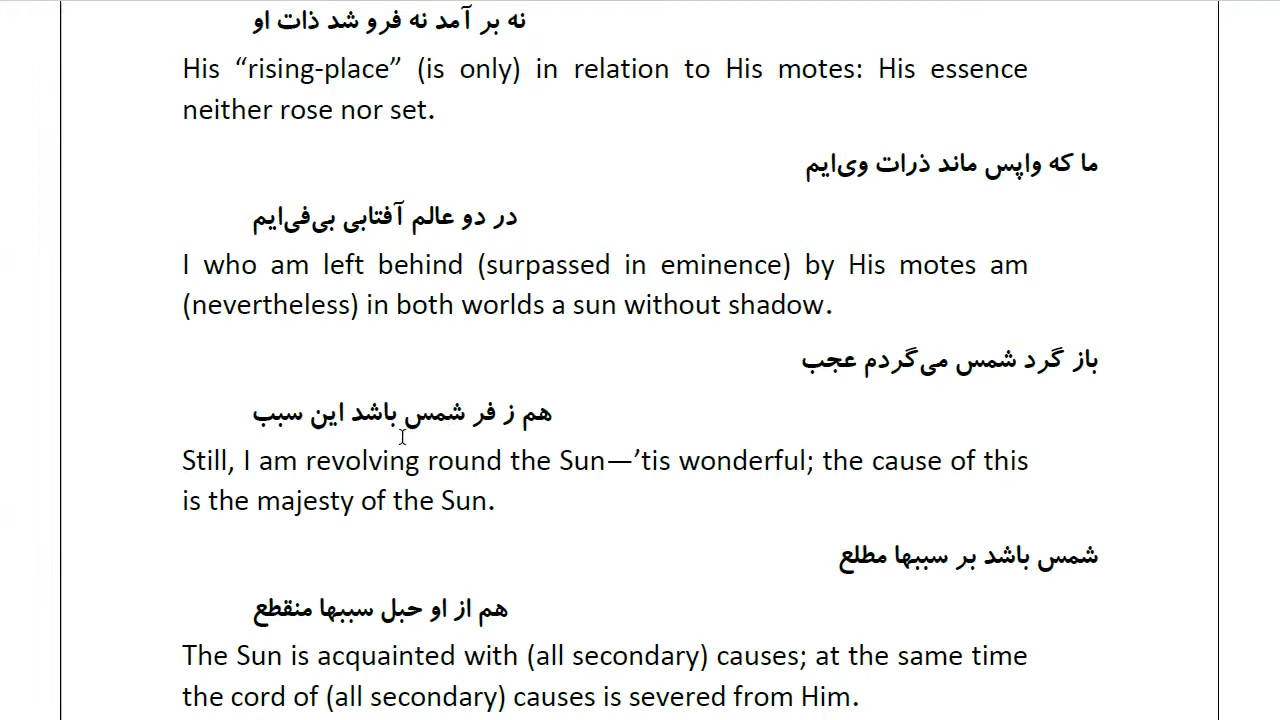 نه بر آمد نه فرو شد ذات او
His “rising-place” (is only) in relation to His motes: His essence
neither rose nor set.
ما که واپس ماند ذرات وی‌ایم
در دو عالم آفتابی بی‌فی‌ایم
I who am left behind (surpassed in eminence) by His motes am
(nevertheless) in both worlds a sun without shadow.
باز گرد شمس می‌گردم عجب
هم ز فر شمس باشد این سبب
Still, I am revolving round the Sun—’tis wonderful; the cause of this
is the majesty of the Sun.
شمس باشد بر سببها مطلع
هم از او حبل سببها منقطع
The Sun is acquainted with (all secondary) causes; at the same time
the cord of (all secondary) causes is severed from Him.